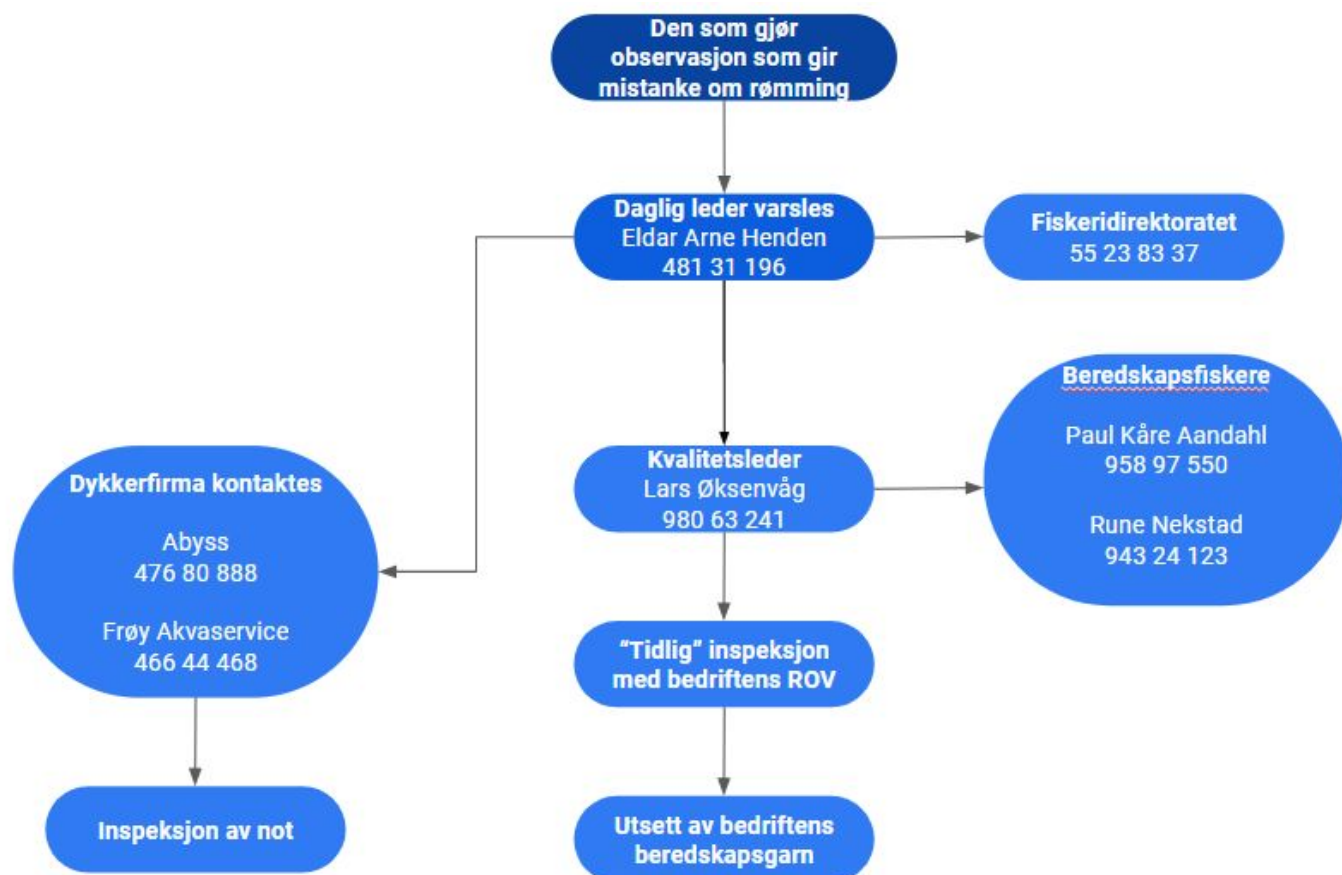 Den som gjør
observasjon som gir
mistanke om rømming
Daglig leder varsles
Eldar Arne Henden
481 31 196
Fiskeridirektoratet
55 23 83 37
Beredskapsfiskere
Paul Kåre Aandahl
958 97 550
Rune Nekstad
943 24 123
Kvalitetsleder
Lars Øksenvåg
980 63 241
Dykkerfirma kontaktes
Abyss
476 80 888
Frøy Akvaservice
466 44 468
"Tidlig" inspeksjon
med bedriftens ROV
Inspeksjon av not
Utsett av bedriftens
beredskapsgarn